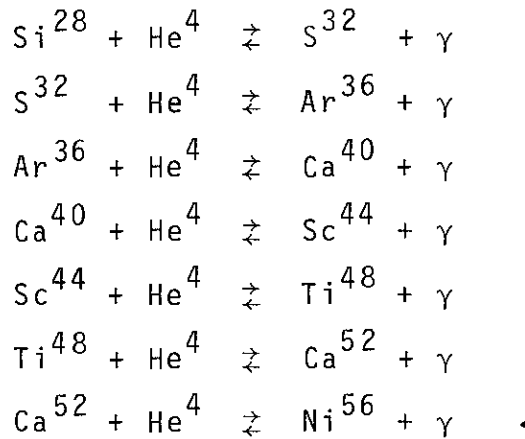 Si²⁸ + He⁴ ⇄ S³² + γ
S³² + He⁴ ⇄ Ar³⁶ + γ
Ar³⁶ + He⁴ ⇄ Ca⁴⁰ + γ
Ca⁴⁰ + He⁴ ⇄ Sc⁴⁴ + γ
Sc⁴⁴ + He⁴ ⇄ Ti⁴⁸ + γ
Ti⁴⁸ + He⁴ ⇄ Ca⁵² + γ
Ca⁵² + He⁴ ⇄ Ni⁵⁶ + γ